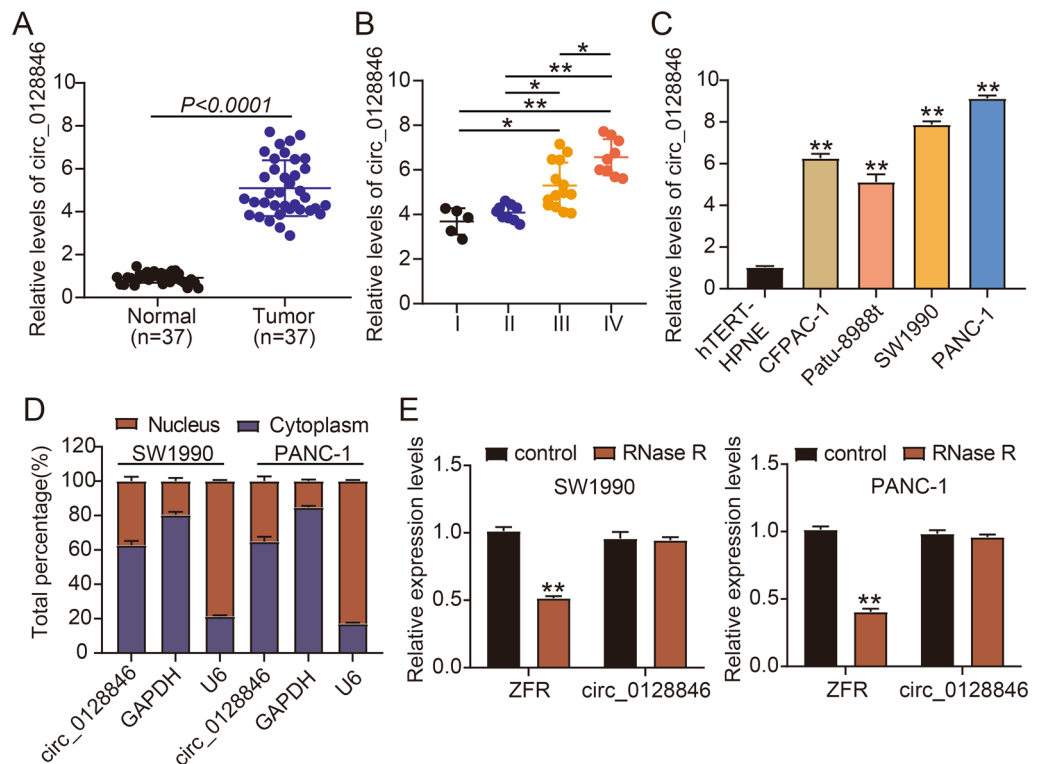 A
Relative levels of circ_0128846
10
8
6
4
2
0
P<0.0001
Normal
(n=37)
Tumor
(n=37)
B
Relative levels of circ_0128846
10
8
6
4
2
0
*
**
*
**
*
I
II
III
IV
C
Relative levels of circ_0128846
10
8
6
4
2
0
**
**
**
**
hTERT-
HPNE
CFPAC-1
Patu-8988t
SW1990
PANC-1
D
Nucleus
Cytoplasm
Total percentage(%)
120
100
80
60
40
20
0
SW1990
PANC-1
circ_0128846
GAPDH
U6
circ_0128846
GAPDH
U6
E
Relative expression levels
1.5
1.0
0.5
0.0
control
RNase R
SW1990
**
ZFR
circ_0128846
Relative expression levels
1.5
1.0
0.5
0.0
control
RNase R
PANC-1
**
ZFR
circ_0128846